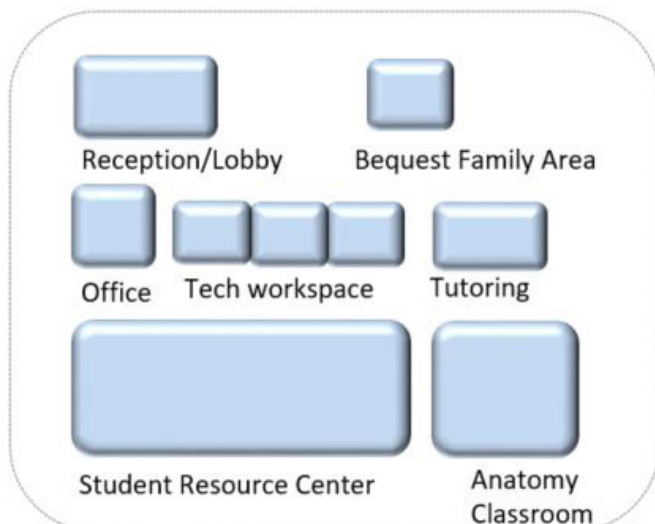 Reception/Lobby
Bequest Family Area
Office
Tech workspace
Tutoring
Student Resource Center
Anatomy
Classroom